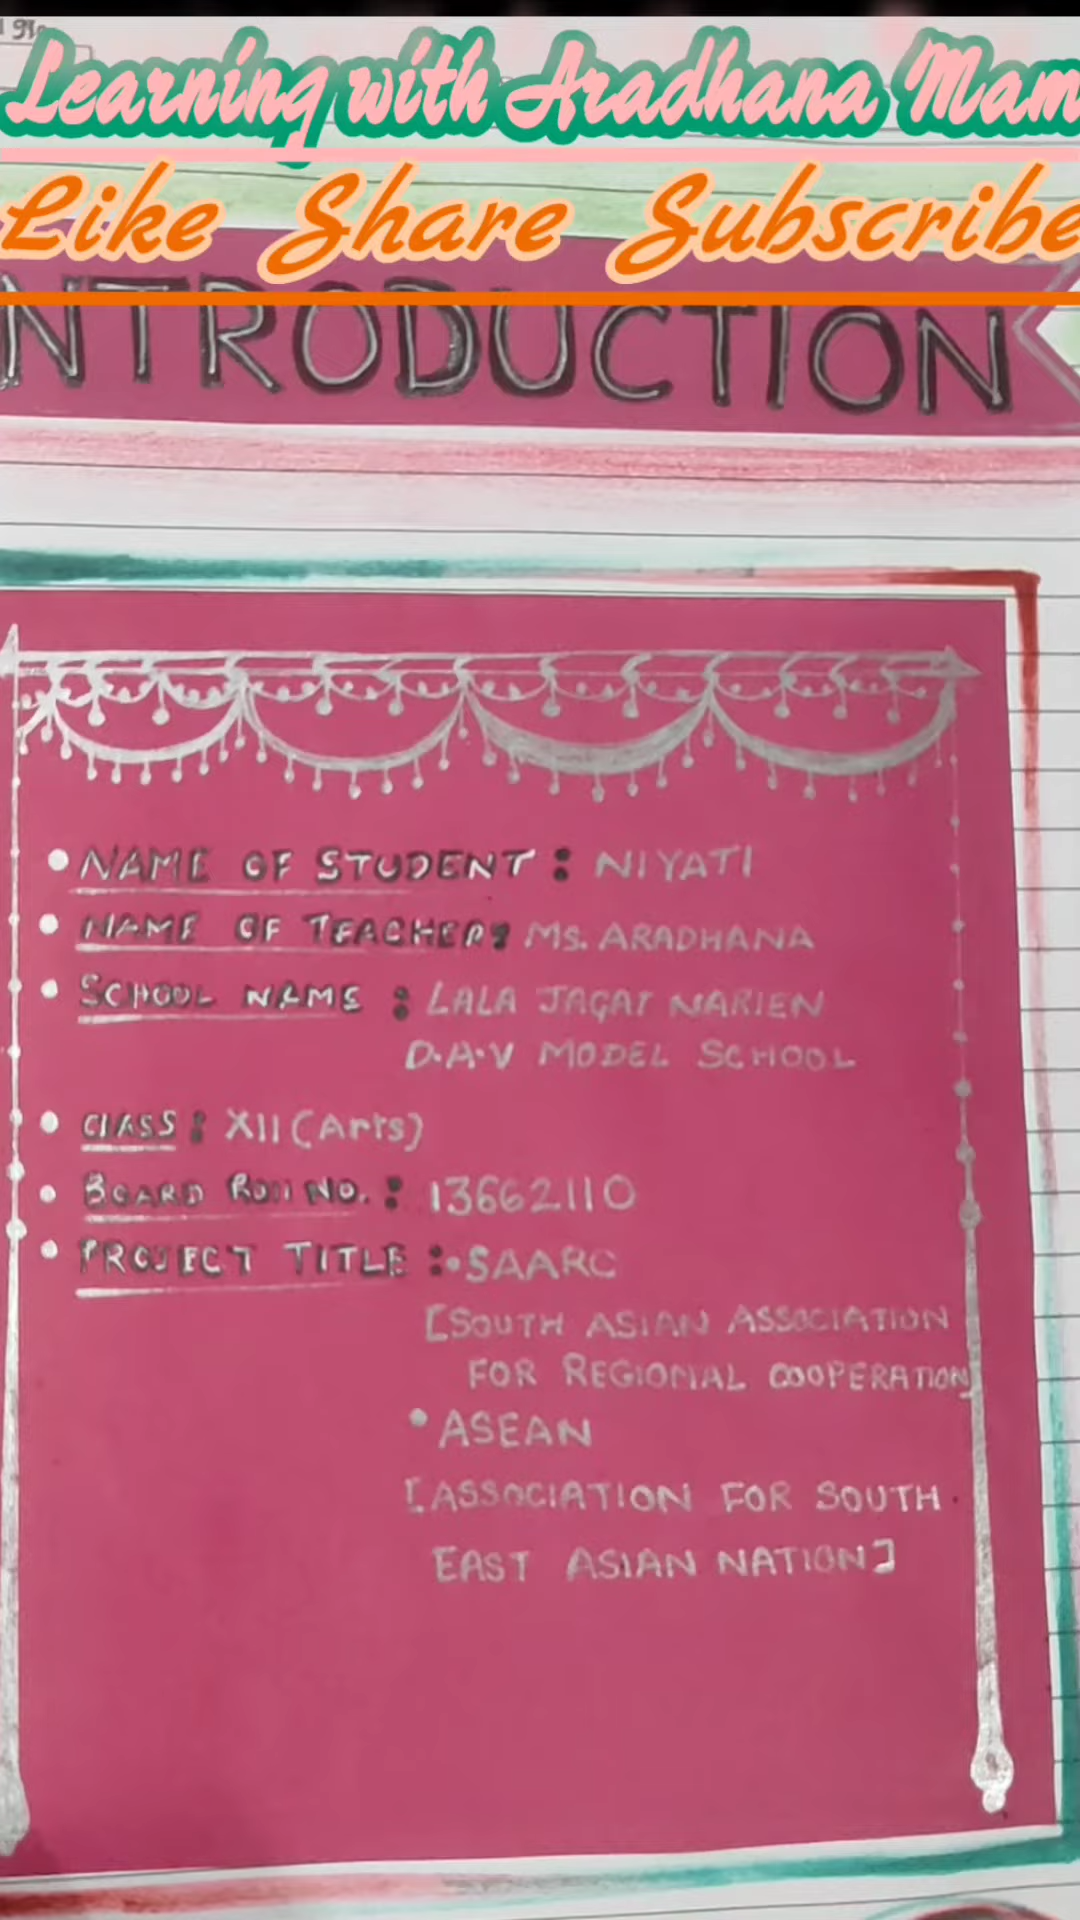 Learning with Aradhana Mam
Like Share Subscribe
NTRODUCTION
• NAME OF STUDENT : NIYATI
• NAME OF TEACHER : Ms. ARADHANA
• SCHOOL NAME : LALA JAGAT NARIEN
D.A.V MODEL SCHOOL
• CLASS : XII (Arts)
• BOARD ROll NO. : 13662110
• PROJECT TITLE : • SAARC
[SOUTH ASIAN ASSOCIATION
FOR REGIONAL COOPERATION]
• ASEAN
[ASSOCIATION FOR SOUTH
EAST ASIAN NATION]